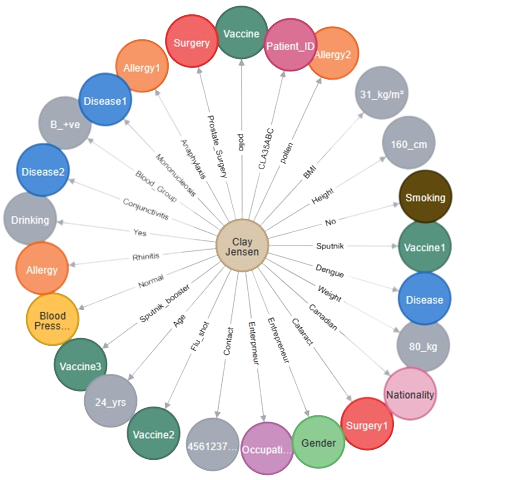 Vaccine
Surgery
Patient_ID
Allergy2
Allergy1
31_kg/m²
Disease1
B_+ve
160_cm
Disease2
Smoking
Drinking
Vaccine1
Allergy
Disease
Blood
Press...
80_kg
Vaccine3
Nationality
24_yrs
Surgery1
Vaccine2
4561237...
Occupati...
Gender
Clay
Jensen
polio
CLA35ABC
pollen
BMI
Height
No
Sputnik
Dengue
Weight
Canadian
Cataract
Entrepreneur
Enterprneur
Contact
Flu_shot
Age
Sputnik_booster
Normal
Rhinitis
Yes
Conjunctivitis
Blood_Group
Mononucleosis
Anaphylaxis
Prostate_Surgery